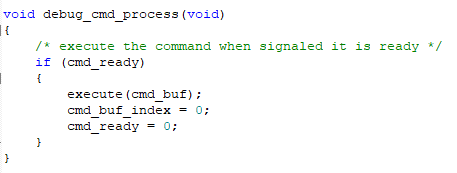 void debug_cmd_process(void)
{
    /* execute the command when signaled it is ready */
    if (cmd_ready)
    {
        execute(cmd_buf);
        cmd_buf_index = 0;
        cmd_ready = 0;
    }
}